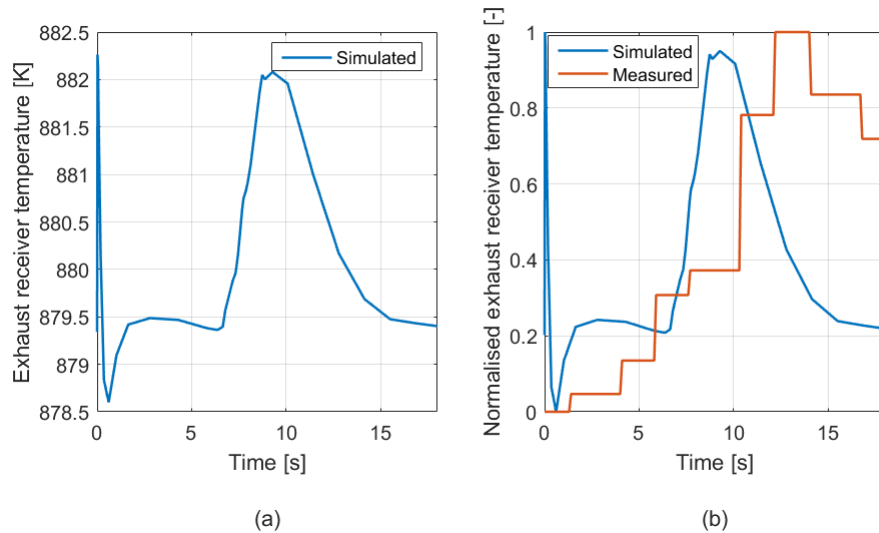 882.5
882
881.5
881
880.5
880
879.5
879
878.5
0
5
10
15
Exhaust receiver temperature [K]
Time [s]
Simulated
(a)
1
0.8
0.6
0.4
0.2
0
0
5
10
15
Normalised exhaust receiver temperature [-]
Time [s]
Simulated
Measured
(b)